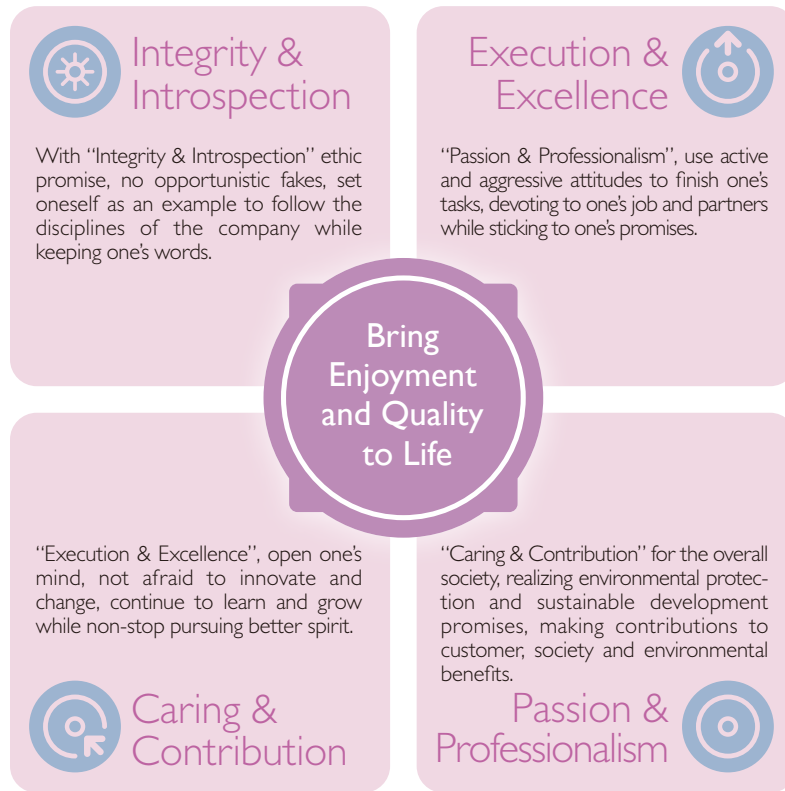 Integrity &
Introspection
With “Integrity & Introspection” ethic
promise, no opportunistic fakes, set
oneself as an example to follow the
disciplines of the company while
keeping one’s words.
Execution &
Excellence
“Passion & Professionalism”, use active
and aggressive attitudes to finish one’s
tasks, devoting to one’s job and partners
while sticking to one’s promises.
Bring
Enjoyment
and Quality
to Life
“Execution & Excellence”, open one’s
mind, not afraid to innovate and
change, continue to learn and grow
while non-stop pursuing better spirit.
Caring &
Contribution
“Caring & Contribution” for the overall
society, realizing environmental protec-
tion and sustainable development
promises, making contributions to
customer, society and environmental
benefits.
Passion &
Professionalism